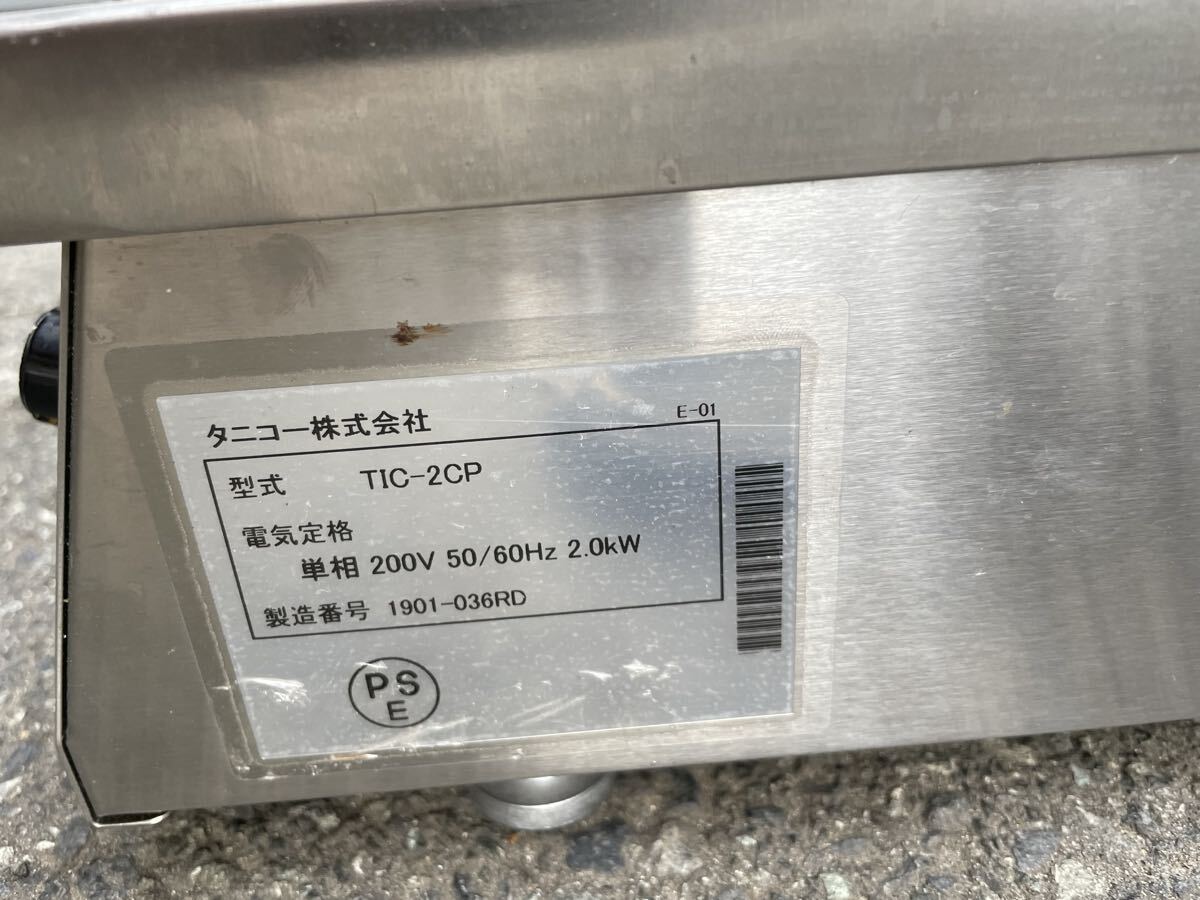 タニコー株式会社
E-01
型式 TIC-2CP
電気定格
単相 200V 50/60Hz 2.0kW
製造番号 1901-036RD
PS
E